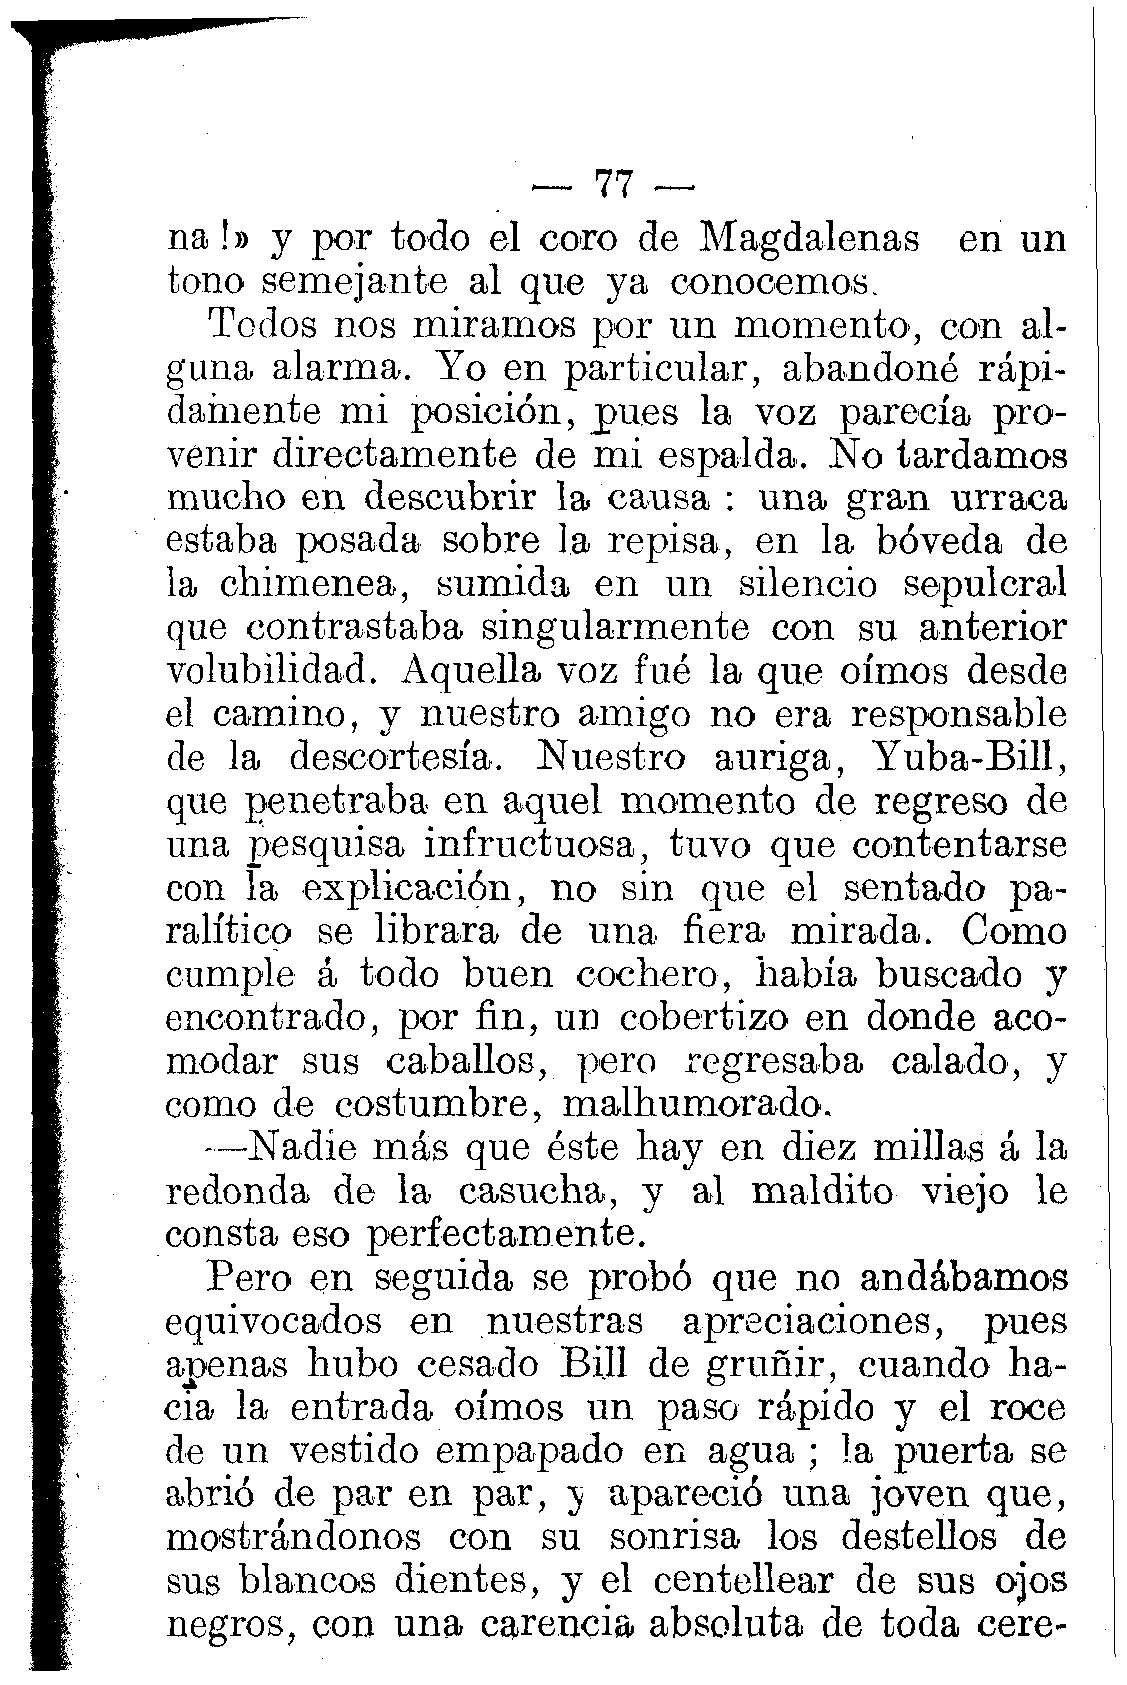 — 77 —
na!» y por todo el coro de Magdalenas en un
tono semejante al que ya conocemos.
Todos nos miramos por un momento, con al-
guna alarma. Yo en particular, abandoné rápi-
damente mi posición, pues la voz parecía pro-
venir directamente de mi espalda. No tardamos
mucho en descubrir la causa : una gran urraca
estaba posada sobre la repisa, en la bóveda de
la chimenea, sumida en un silencio sepulcral
que contrastaba singularmente con su anterior
volubilidad. Aquella voz fué la que oímos desde
el camino, y nuestro amigo no era responsable
de la descortesía. Nuestro auriga, Yuba-Bill,
que penetraba en aquel momento de regreso de
una pesquisa infructuosa, tuvo que contentarse
con la explicación, no sin que el sentado pa-
ralítico se librara de una fiera mirada. Como
cumple á todo buen cochero, había buscado y
encontrado, por fin, un cobertizo en donde aco-
modar sus caballos, pero regresaba calado, y
como de costumbre, malhumorado.
—Nadie más que éste hay en diez millas á la
redonda de la casucha, y al maldito viejo le
consta eso perfectamente.
Pero en seguida se probó que no andábamos
equivocados en nuestras apreciaciones, pues
apenas hubo cesado Bill de gruñir, cuando ha-
cia la entrada oímos un paso rápido y el roce
de un vestido empapado en agua ; la puerta se
abrió de par en par, y apareció una joven que,
mostrándonos con su sonrisa los destellos de
sus blancos dientes, y el centellear de sus ojos
negros, con una carencia absoluta de toda cere-